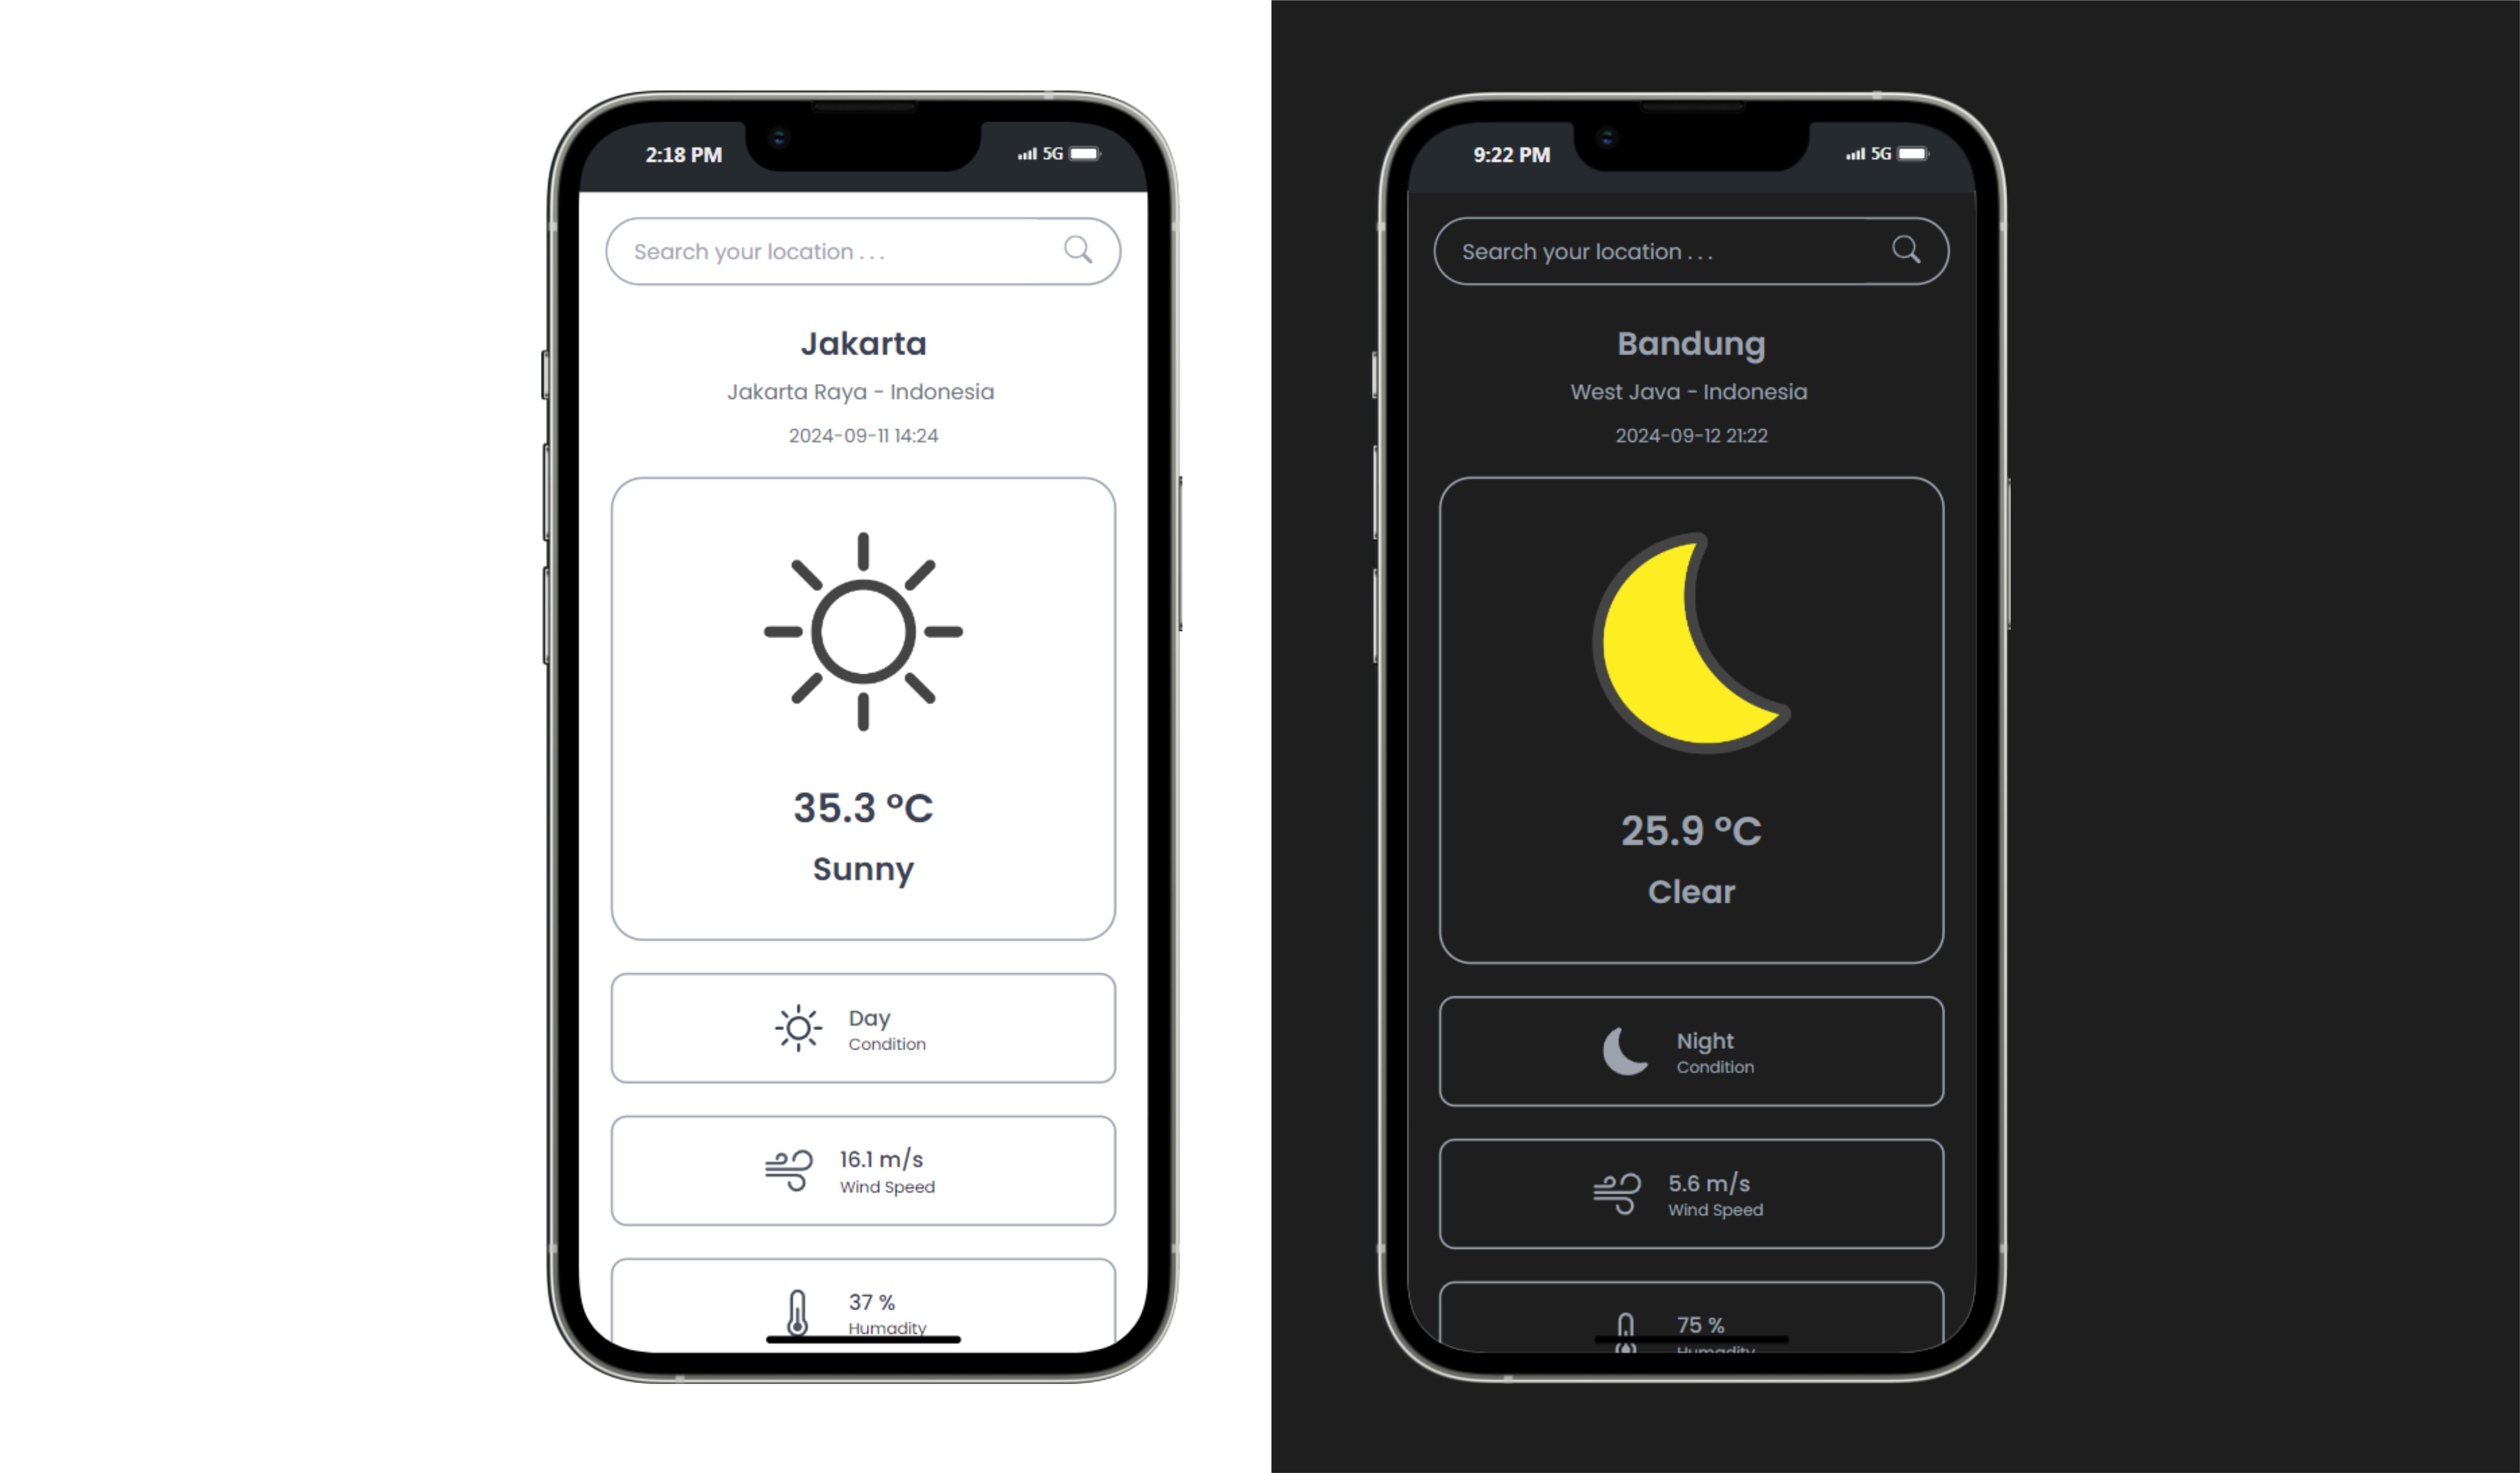 2:18 PM
5G
Search your location . . .
Jakarta
Jakarta Raya - Indonesia
2024-09-11 14:24
35.3 °C
Sunny
Day
Condition
16.1 m/s
Wind Speed
37 %
Humadity
9:22 PM
5G
Search your location . . .
Bandung
West Java - Indonesia
2024-09-12 21:22
25.9 °C
Clear
Night
Condition
5.6 m/s
Wind Speed
75 %
Humadity